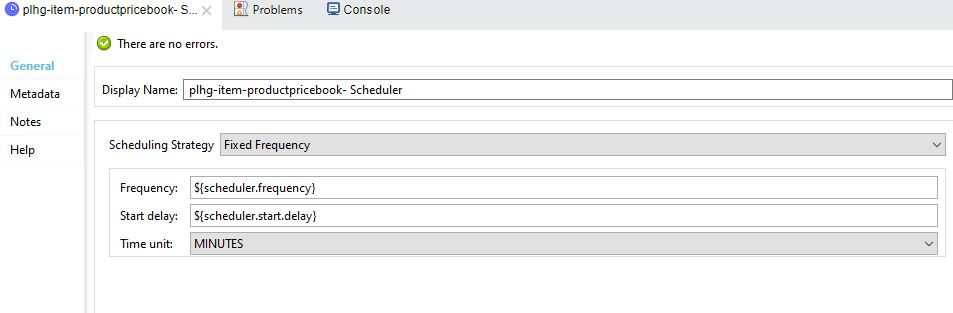 plhg-item-productpricebook- S... Problems Console
There are no errors.
General
Metadata
Notes
Help
Display Name: plhg-item-productpricebook- Scheduler
Scheduling Strategy Fixed Frequency
Frequency: ${scheduler.frequency}
Start delay: ${scheduler.start.delay}
Time unit: MINUTES